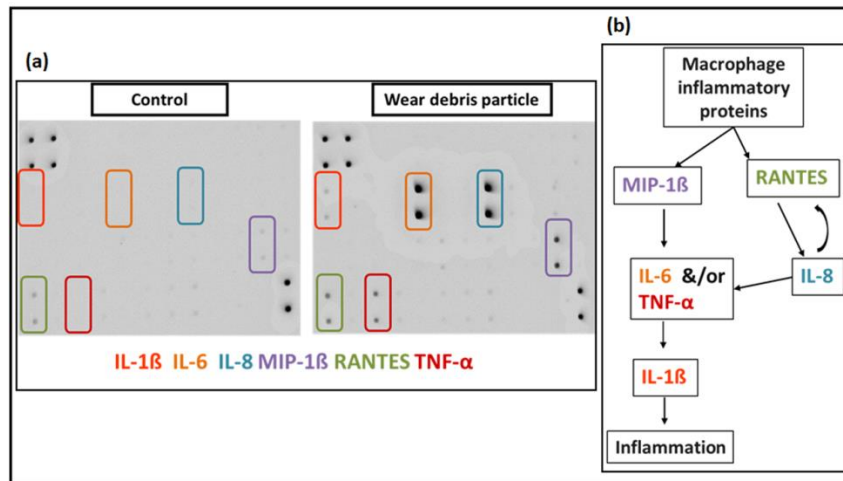 (a)
Control
Wear debris particle
IL-1ß IL-6 IL-8 MIP-1ß RANTES TNF-α
(b)
Macrophage
inflammatory
proteins
MIP-1ß
RANTES
IL-6 &/or
TNF-α
IL-8
IL-1ß
Inflammation